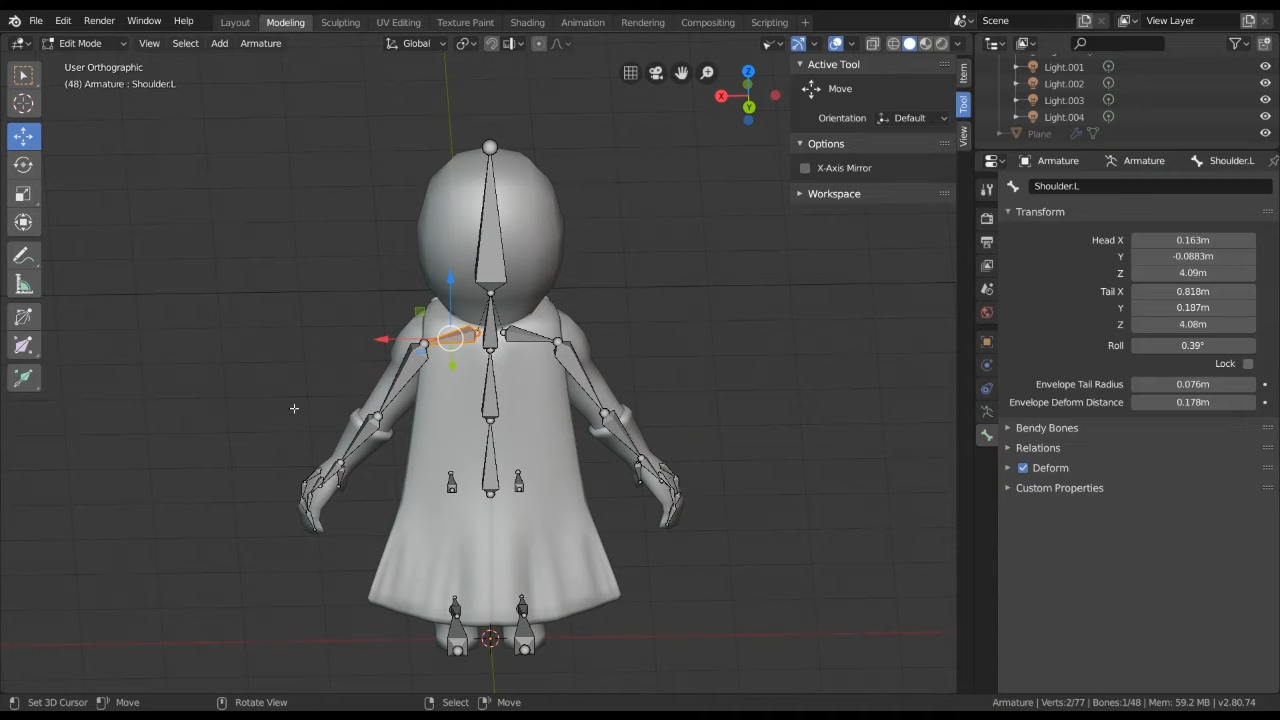 File Edit Render Window Help Layout Modeling Sculpting UV Editing Texture Paint Shading Animation Rendering Compositing Scripting + Scene View Layer
Edit Mode View Select Add Armature Global
User Orthographic
(48) Armature : Shoulder.L
Z
X
Y
Active Tool
Move
Orientation Default
Options
X-Axis Mirror
Workspace
Item
Tool
View
Light.001
Light.002
Light.003
Light.004
Plane
Armature Armature Shoulder.L
Shoulder.L
Transform
Head X 0.163m
Y -0.0883m
Z 4.09m
Tail X 0.818m
Y 0.187m
Z 4.08m
Roll 0.39°
Lock
Envelope Tail Radius 0.076m
Envelope Deform Distance 0.178m
Bendy Bones
Relations
Deform
Custom Properties
Set 3D Cursor Move Rotate View Select Move Armature | Verts:2/77 | Bones:1/48 | Mem: 59.2 MB | v2.80.74